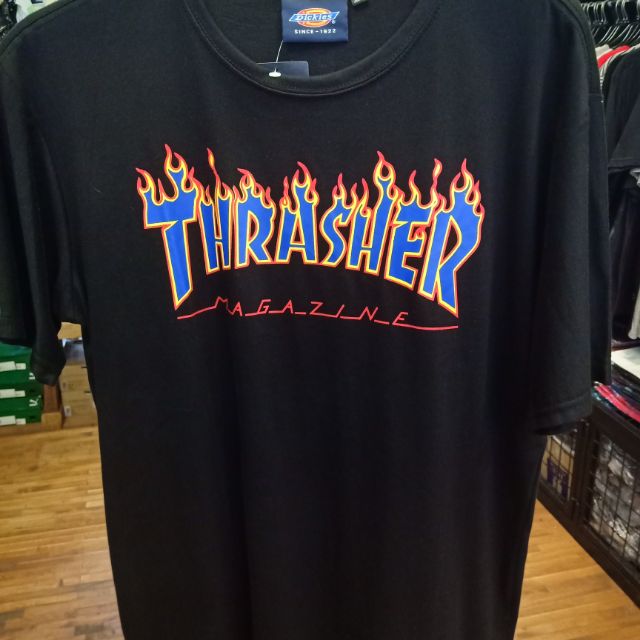 Dickies
SINCE-1922
THRASHER
MAGAZINE